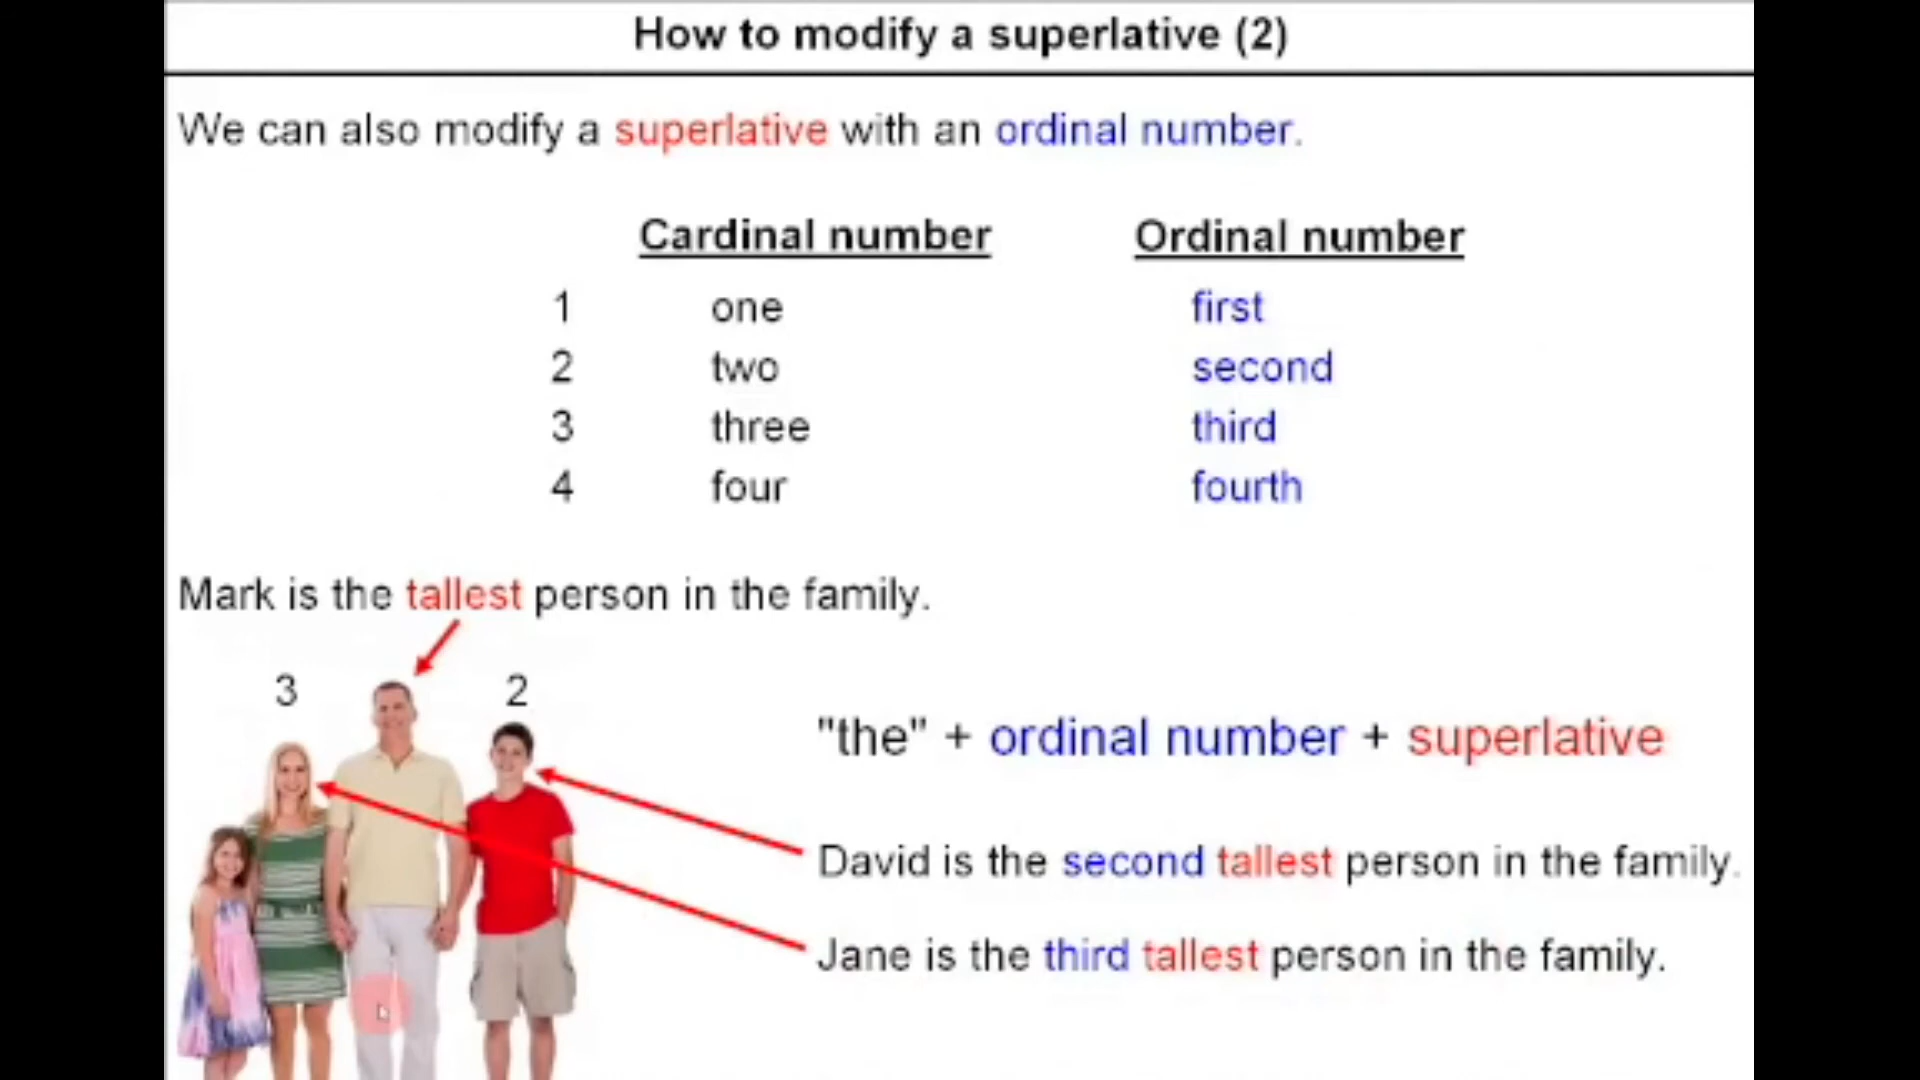 How to modify a superlative (2)
We can also modify a superlative with an ordinal number.
Cardinal number Ordinal number
1 one first
2 two second
3 three third
4 four fourth
Mark is the tallest person in the family.
3 2
"the" + ordinal number + superlative
David is the second tallest person in the family.
Jane is the third tallest person in the family.